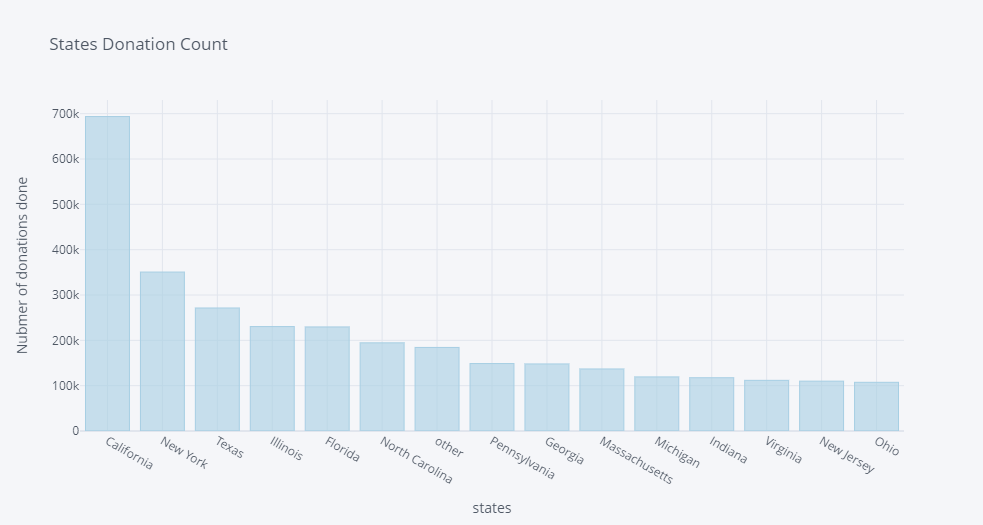 States Donation Count
Nubmer of donations done
700k
600k
500k
400k
300k
200k
100k
0
California
New York
Texas
Illinois
Florida
North Carolina
other
Pennsylvania
Georgia
Massachusetts
Michigan
Indiana
Virginia
New Jersey
Ohio
states